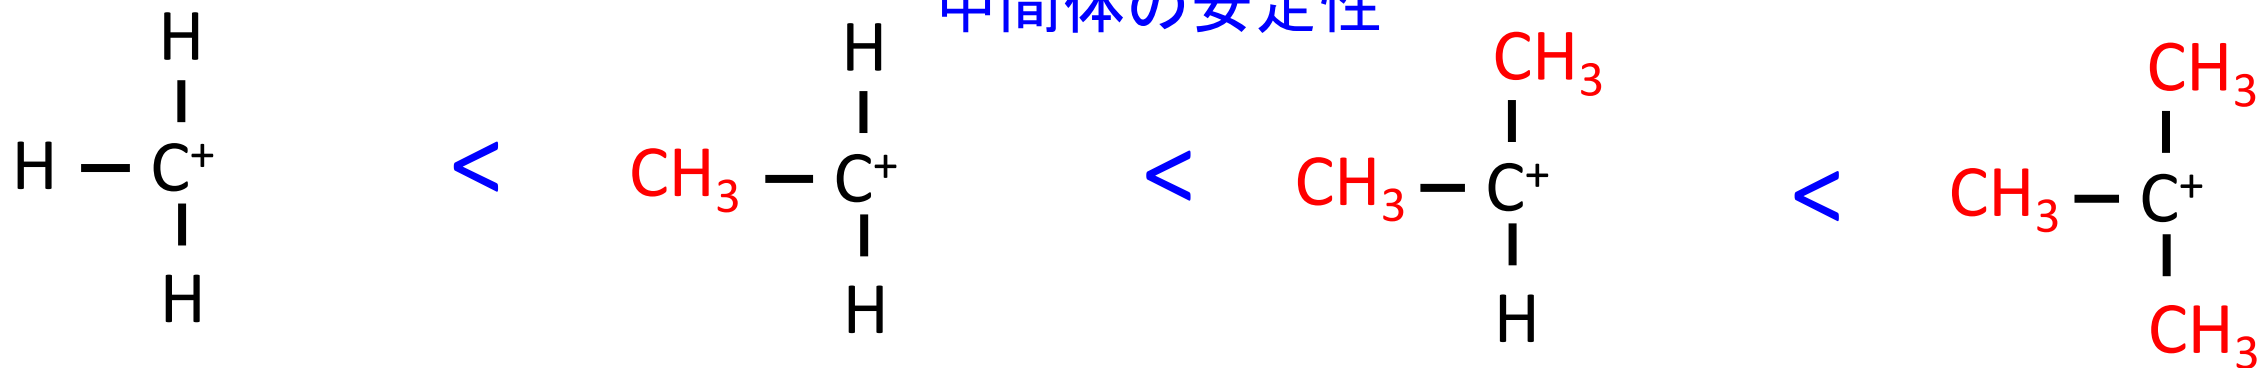 中間体の安定性
H H CH₃ CH₃
H — C⁺ < CH₃ — C⁺ < CH₃ — C⁺ < CH₃ — C⁺
H H H CH₃